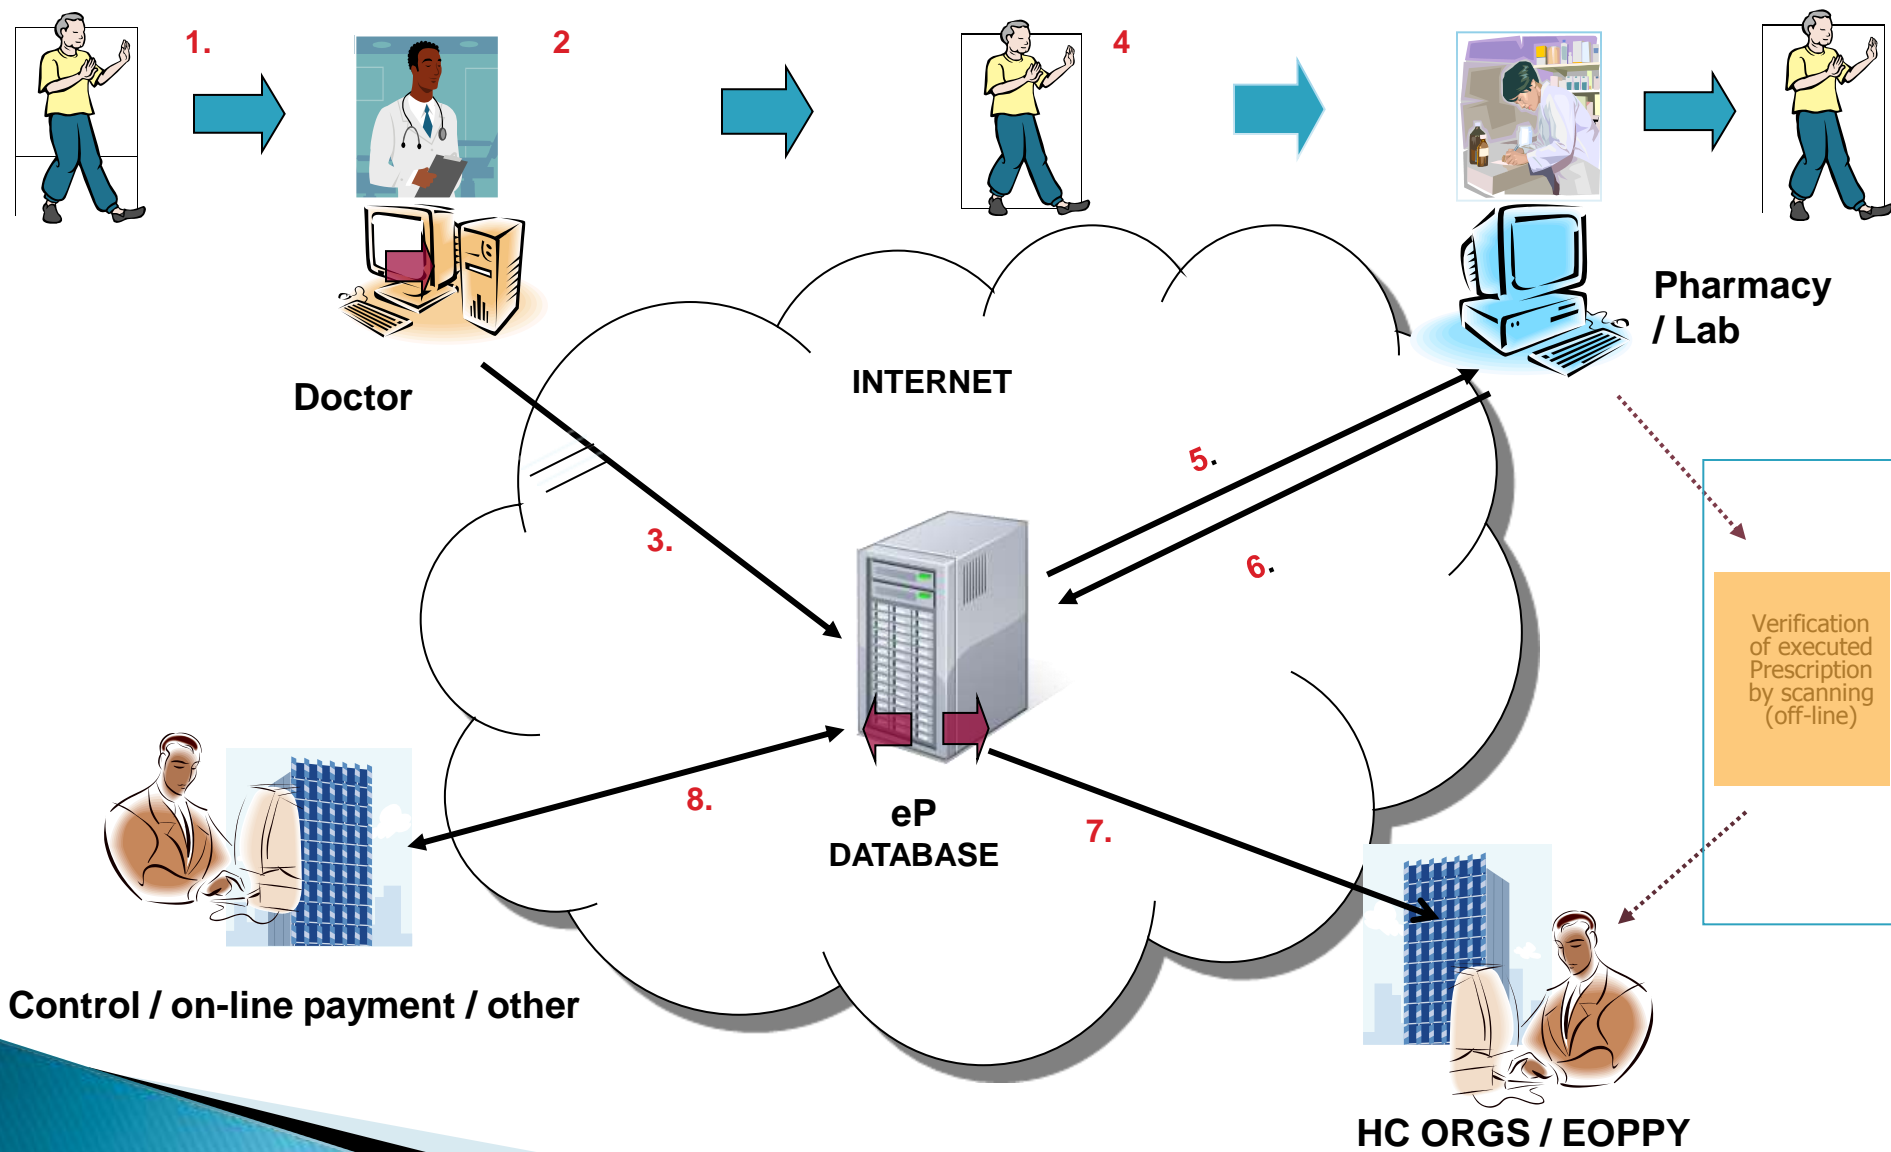 1.
2
4
Pharmacy
/ Lab
INTERNET
Doctor
5.
3.
6.
Verification
of executed
Prescription
by scanning
(off-line)
8.
eP
DATABASE
7.
Control / on-line payment / other
HC ORGS / EOPPY